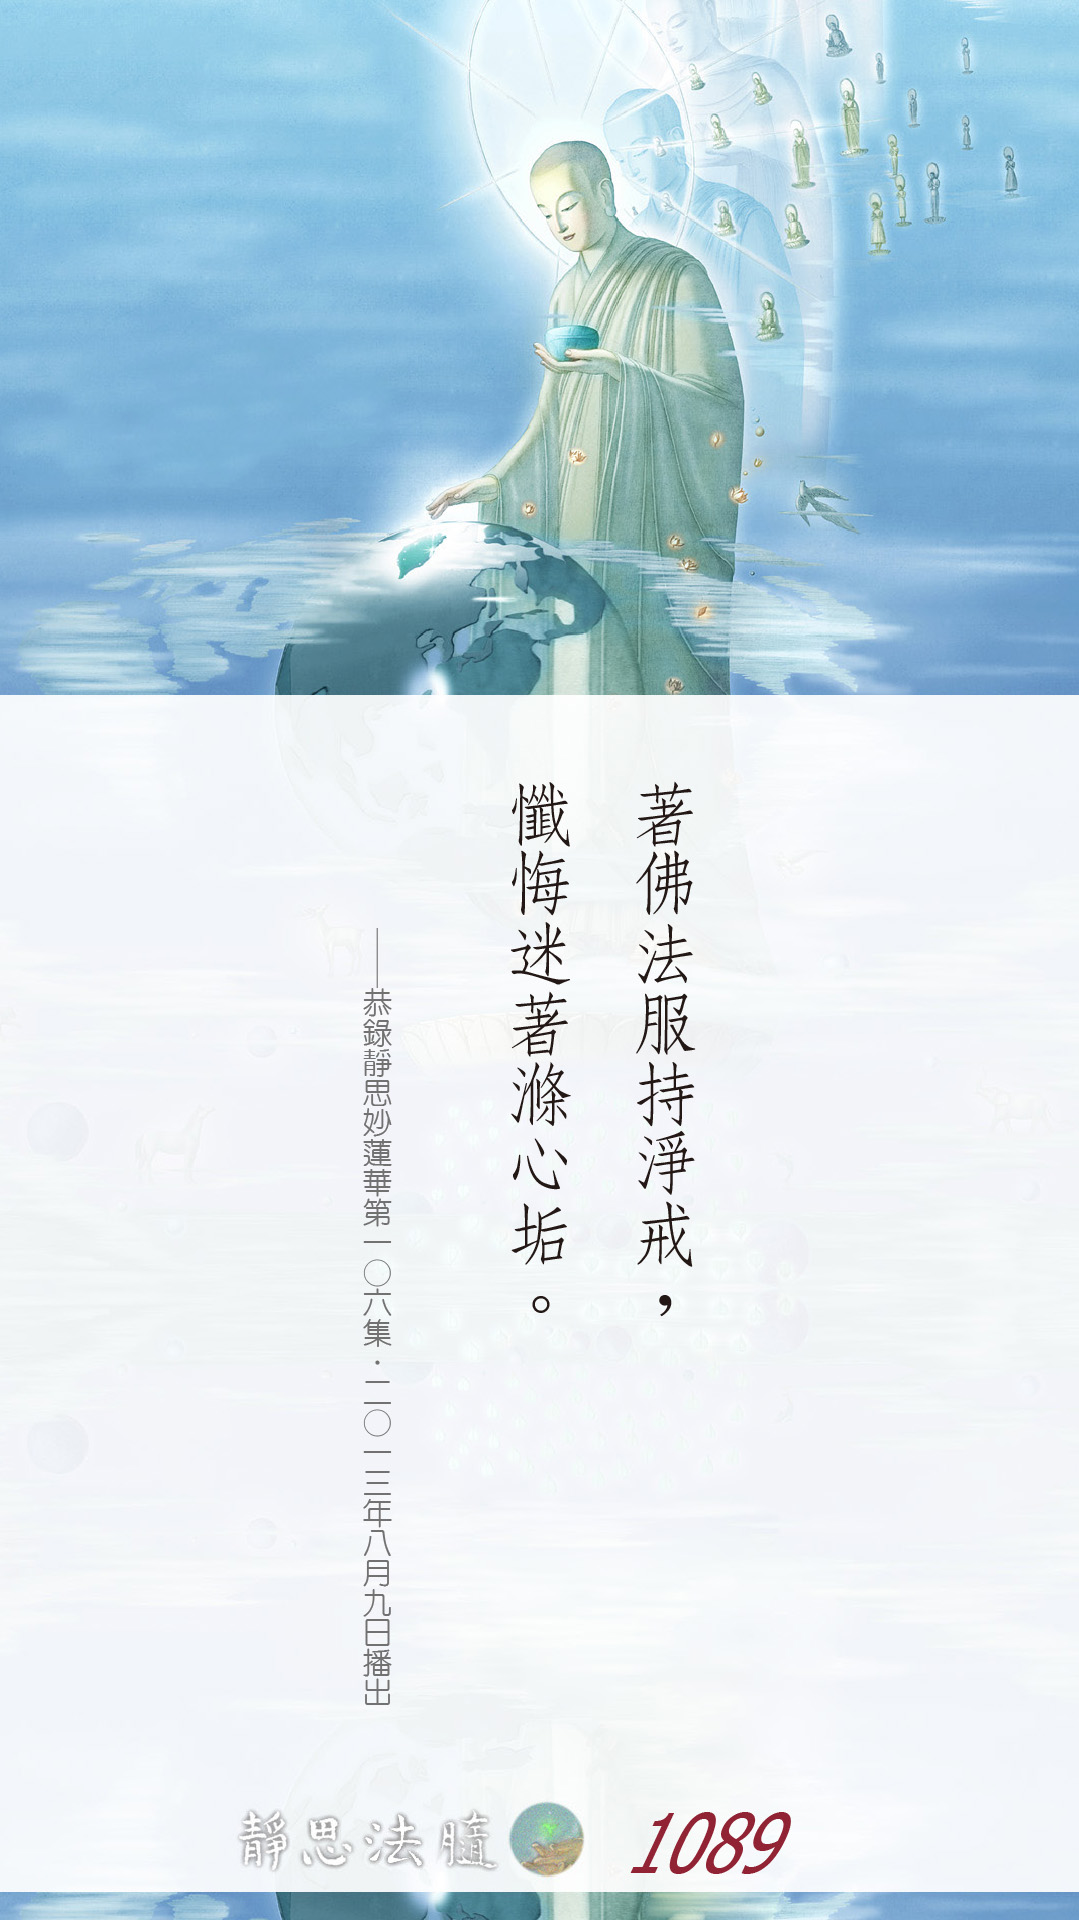 著佛法服持淨戒，
懺悔迷著滌心垢。
——恭錄靜思妙蓮華第一○六集．二○一三年八月九日播出
靜思法髓
1089